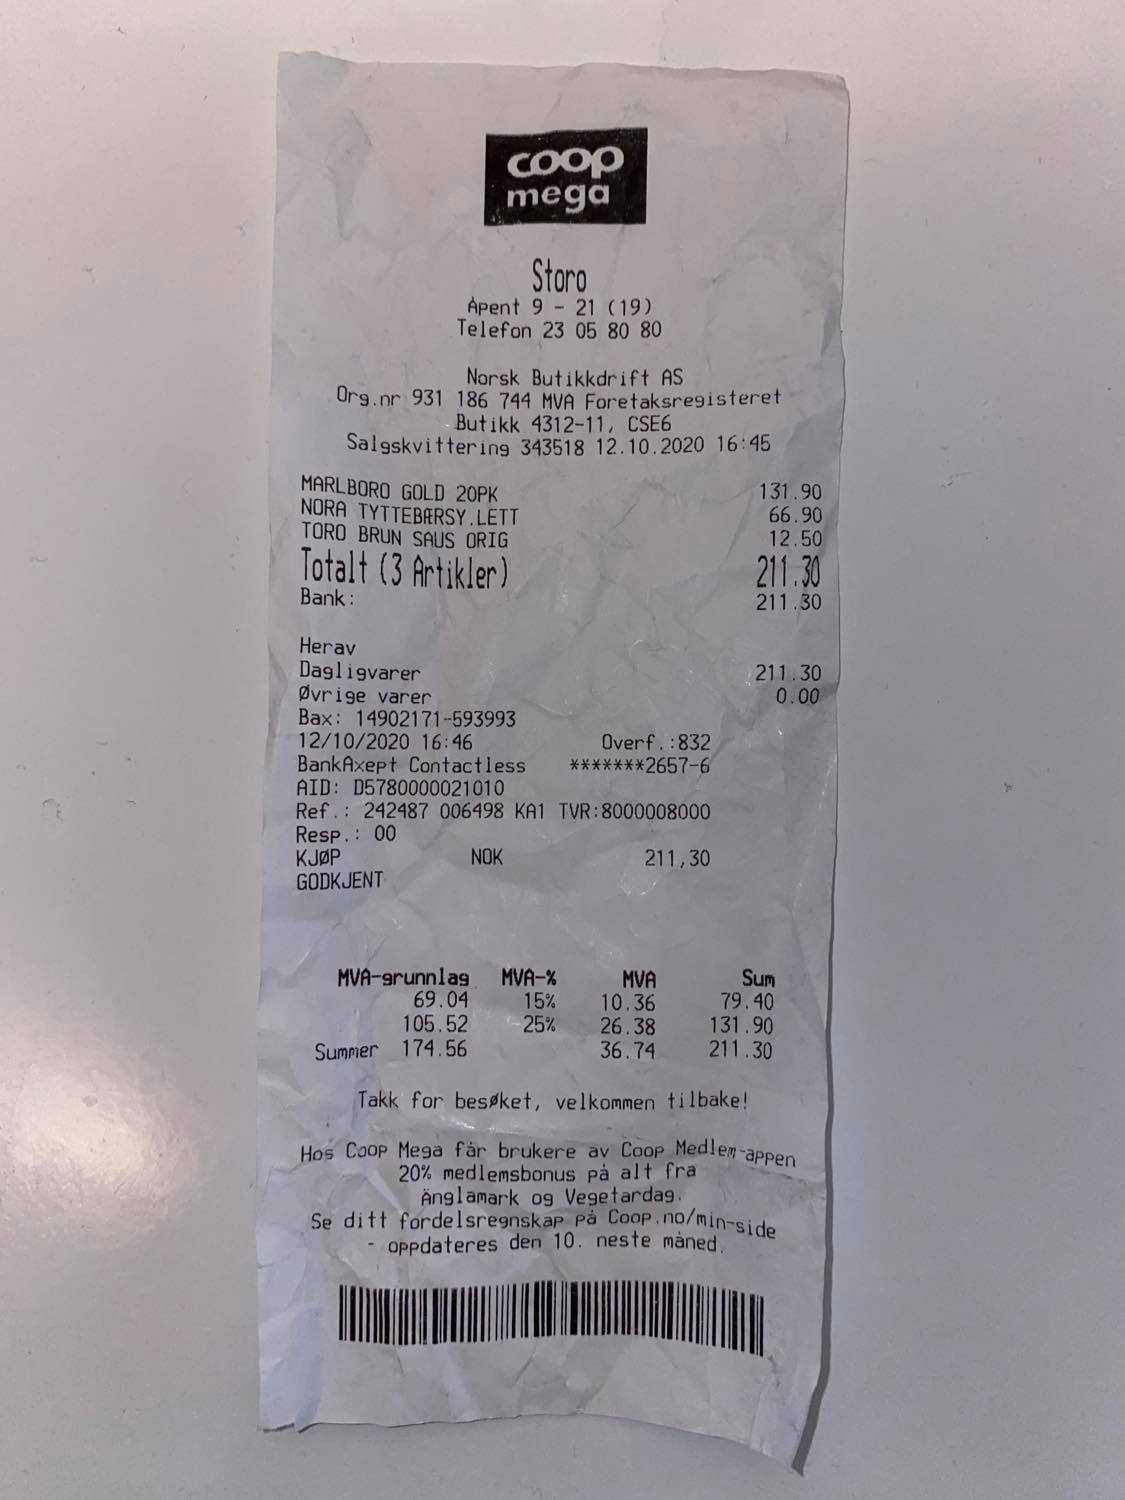 coop
mega
Storo
Åpent 9 - 21 (19)
Telefon 23 05 80 80
Norsk Butikkdrift AS
Org.nr 931 186 744 MVA Foretaksregisteret
Butikk 4312-11, CSE6
Salgskvittering 343518 12.10.2020 16:45
MARLBORO GOLD 20PK 131.90
NORA TYTTEBÆRSY.LETT 66.90
TORO BRUN SAUS ORIG 12.50
Totalt (3 Artikler) 211.30
Bank: 211.30
Herav
Dagligvarer 211.30
Øvrige varer 0.00
Bax: 14902171-593993
12/10/2020 16:46 Overf.:832
BankAxept Contactless *******2657-6
AID: D5780000021010
Ref.: 242487 006498 KA1 TVR:8000008000
Resp.: 00
KJØP NOK 211,30
GODKJENT
MVA-grunnlag MVA-% MVA Sum
69.04 15% 10.36 79.40
105.52 25% 26.38 131.90
Summer 174.56 36.74 211.30
Takk for besøket, velkommen tilbake!
Hos Coop Mega får brukere av Coop Medlem-appen
20% medlemsbonus på alt fra
Änglamark og Vegetardag.
Se ditt fordelsregnskap på Coop.no/min-side
- oppdateres den 10. neste måned.